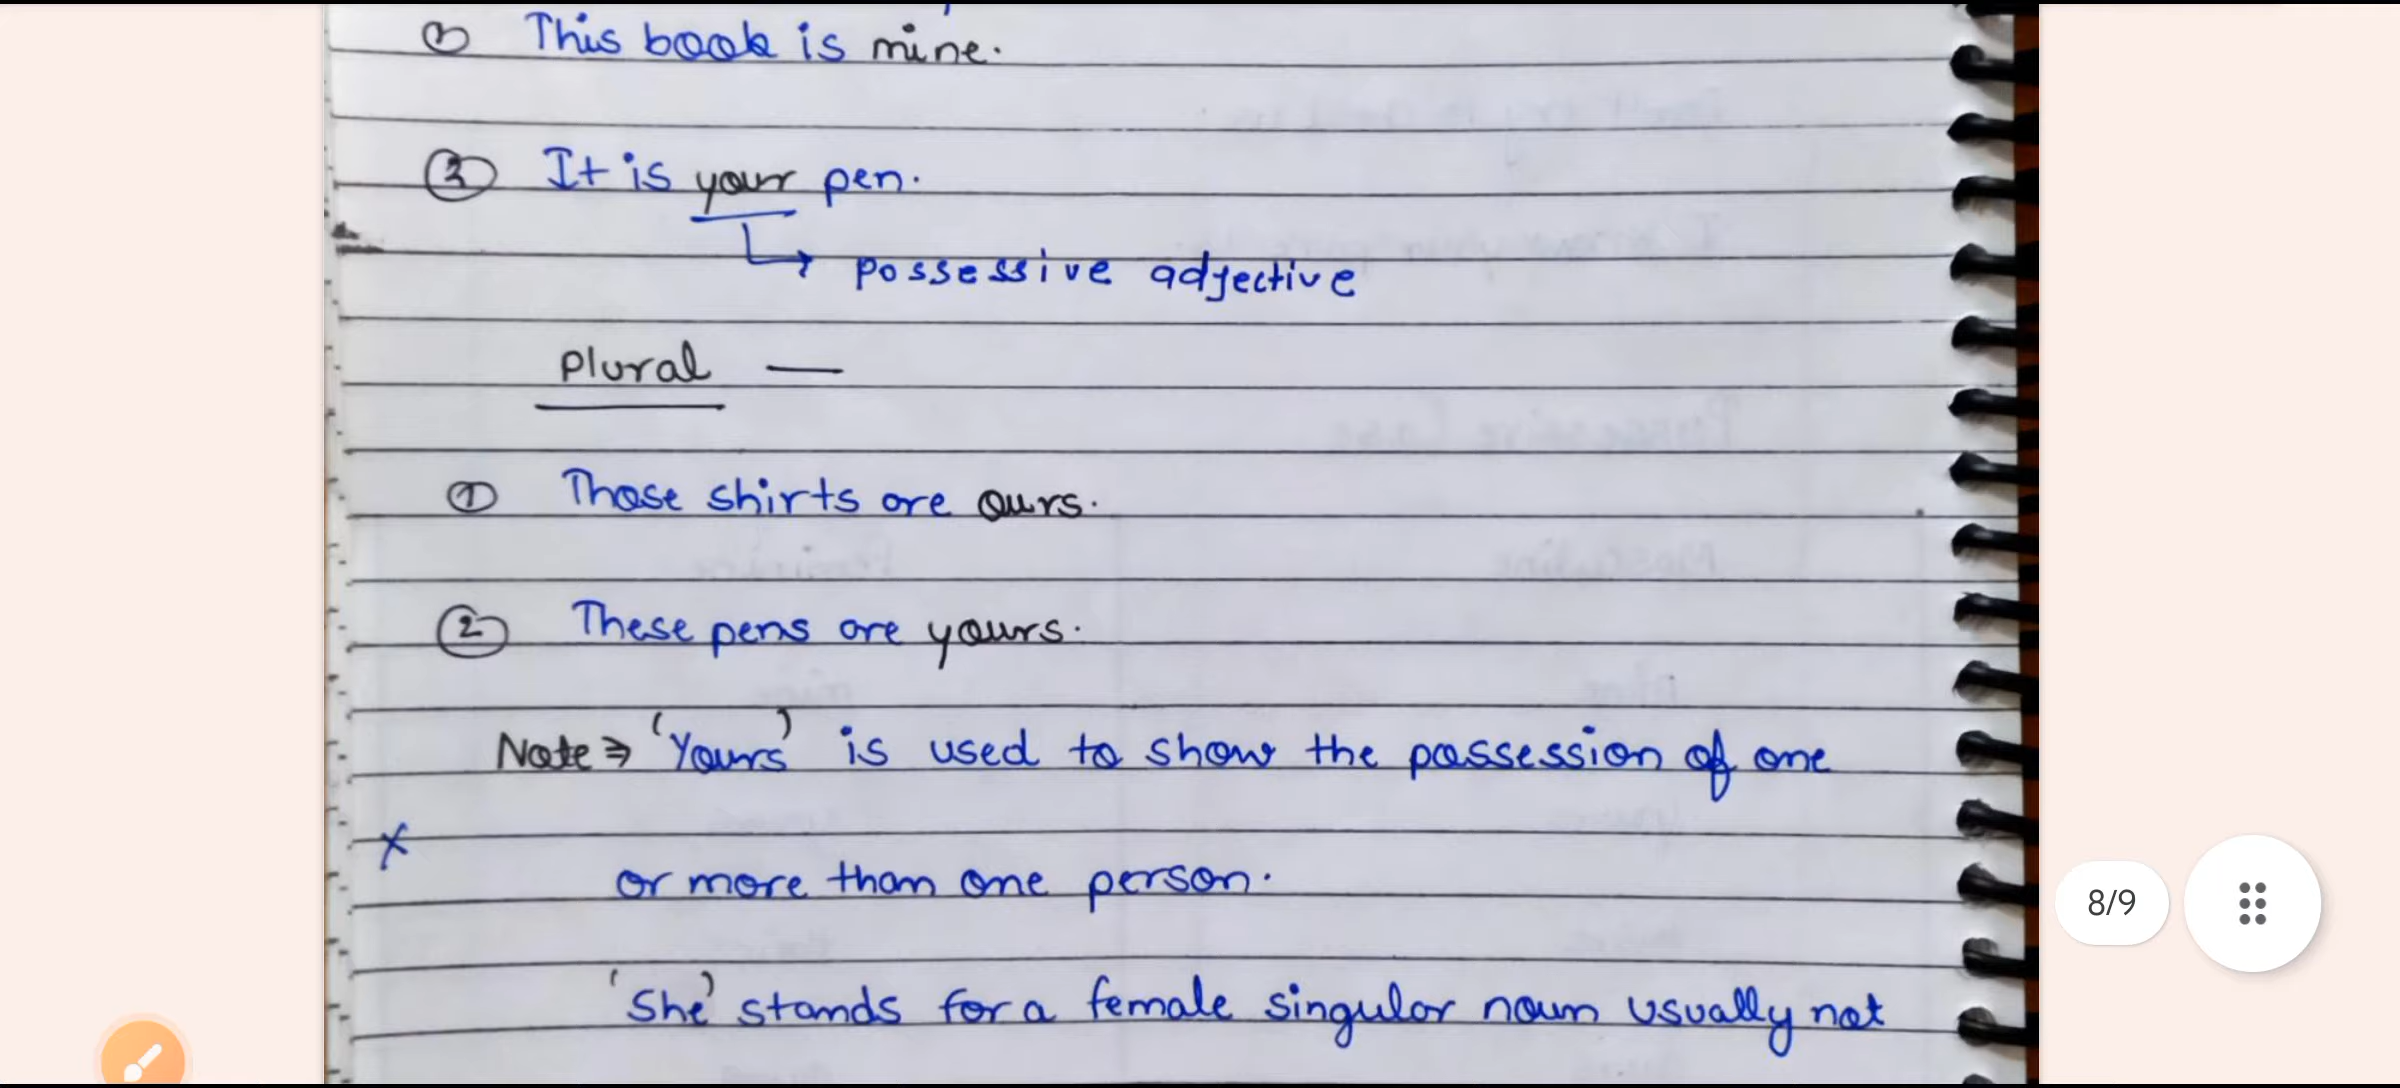 ② This book is mine.
③ It is your pen.
Possessive adjective
Plural —
① Those shirts are ours.
② These pens are yours.
Note ⇒ 'Yours' is used to show the possession of one
or more than one person.
'She' stands for a female singular noun usually not
8/9